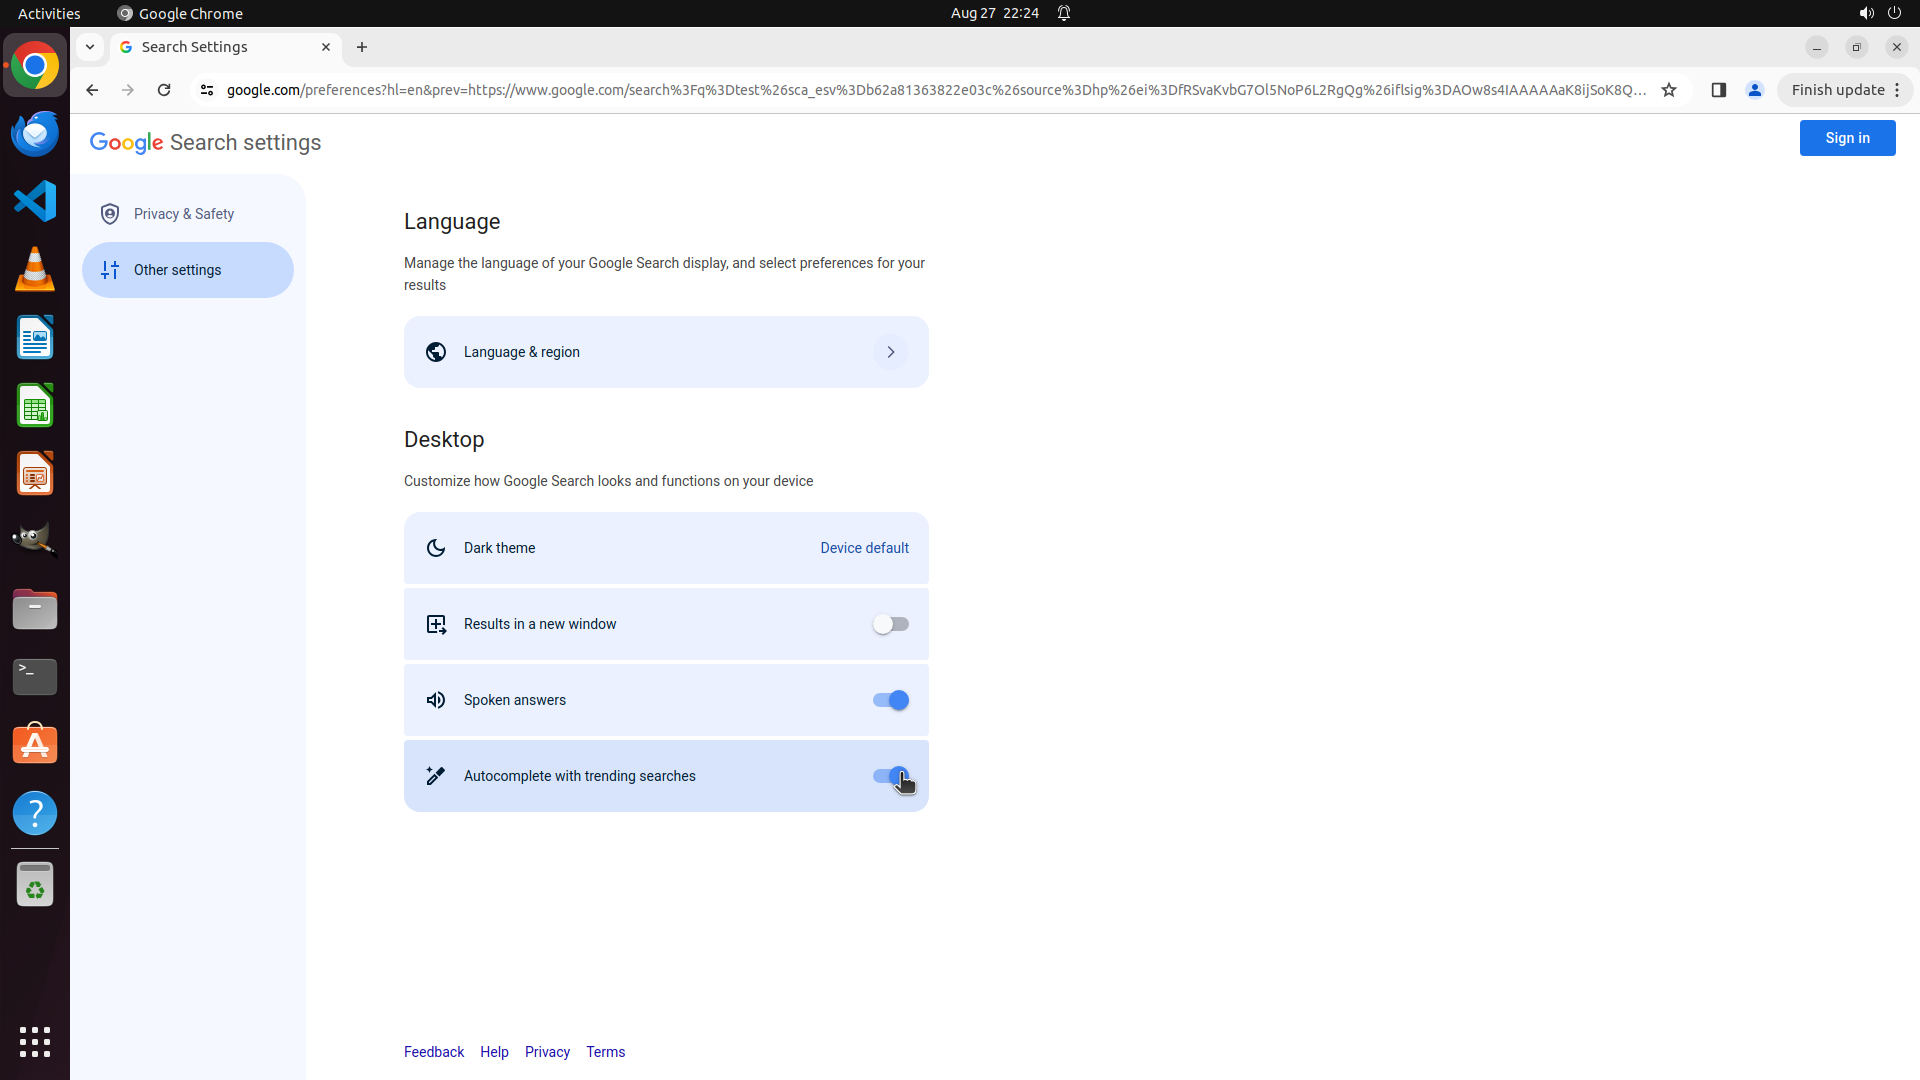 Activities
Google Chrome
Aug 27 22:24
Search Settings
google.com/preferences?hl=en&prev=https://www.google.com/search%3Fq%3Dtest%26sca_esv%3Db62a81363822e03c%26source%3Dhp%26ei%3DfRSvaKvbG7Ol5NoP6L2RgQg%26iflsig%3DAOw8s4IAAAAAaK8ijSoK8Q...
Finish update
Google Search settings
Sign in
Privacy & Safety
Other settings
Language
Manage the language of your Google Search display, and select preferences for your
results
Language & region
Desktop
Customize how Google Search looks and functions on your device
Dark theme
Device default
Results in a new window
Spoken answers
Autocomplete with trending searches
Feedback
Help
Privacy
Terms